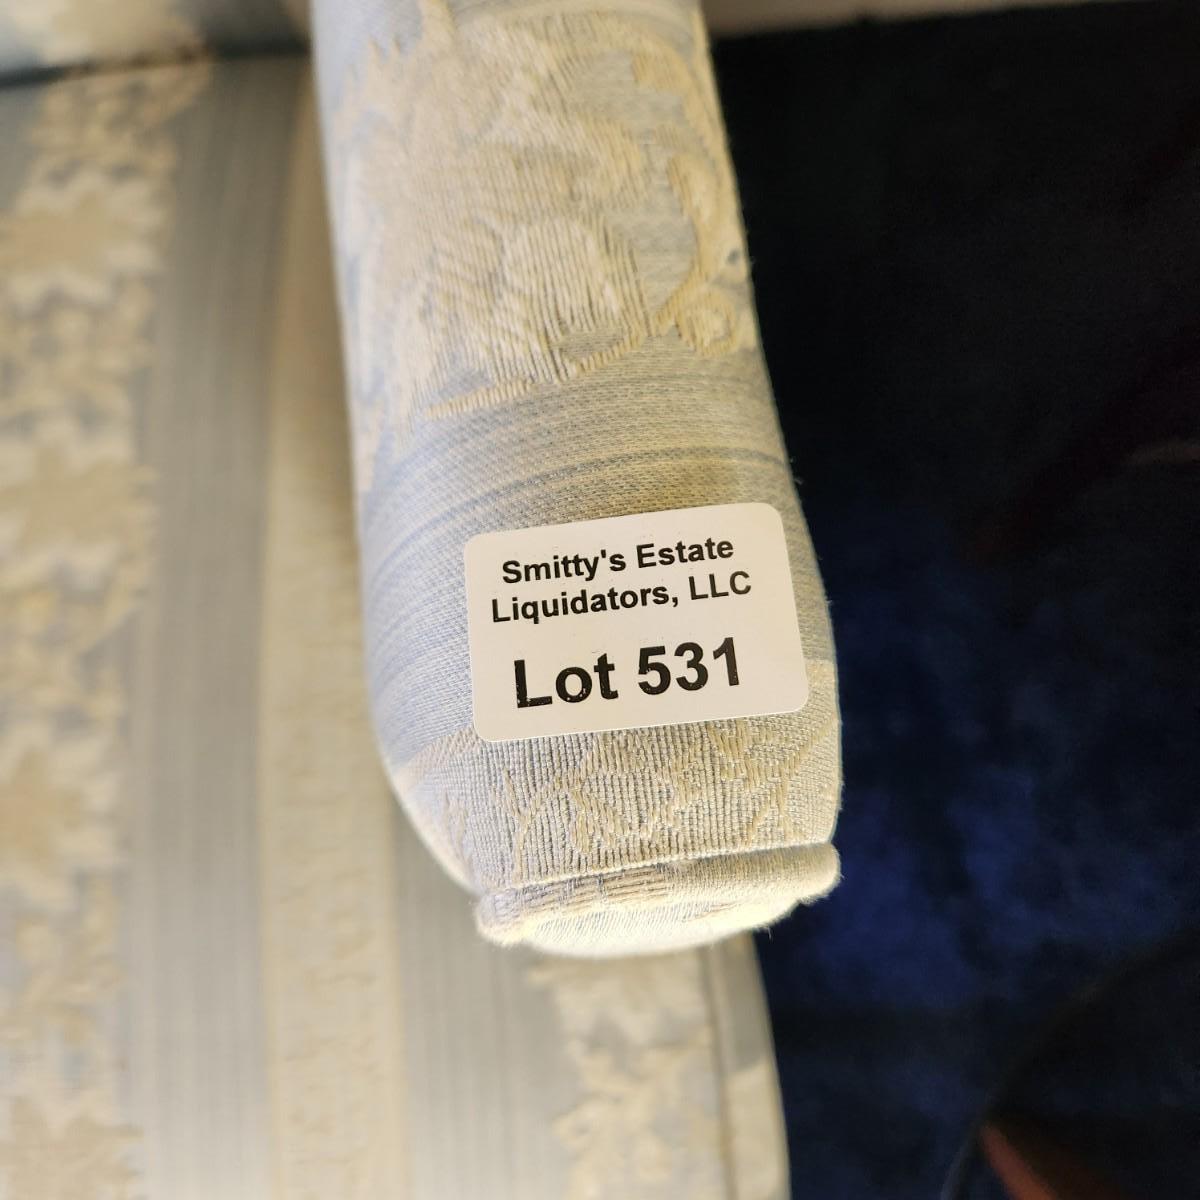 Smitty's Estate
Liquidators, LLC
Lot 531